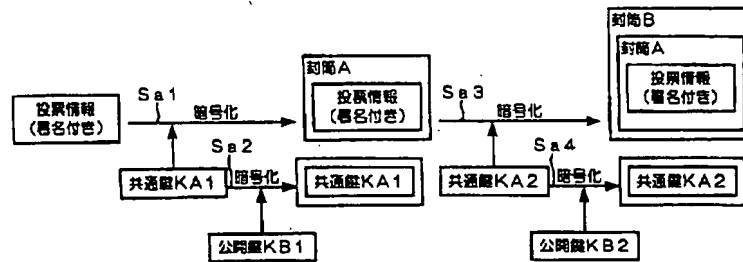 封筒B
封筒A
封筒A
Sa1
暗号化
投票情報
(署名付き)
投票情報
(署名付き)
Sa3
暗号化
投票情報
(署名付き)
Sa2
Sa4
共通鍵KA1
暗号化
共通鍵KA1
共通鍵KA2
暗号化
共通鍵KA2
公開鍵KB1
公開鍵KB2